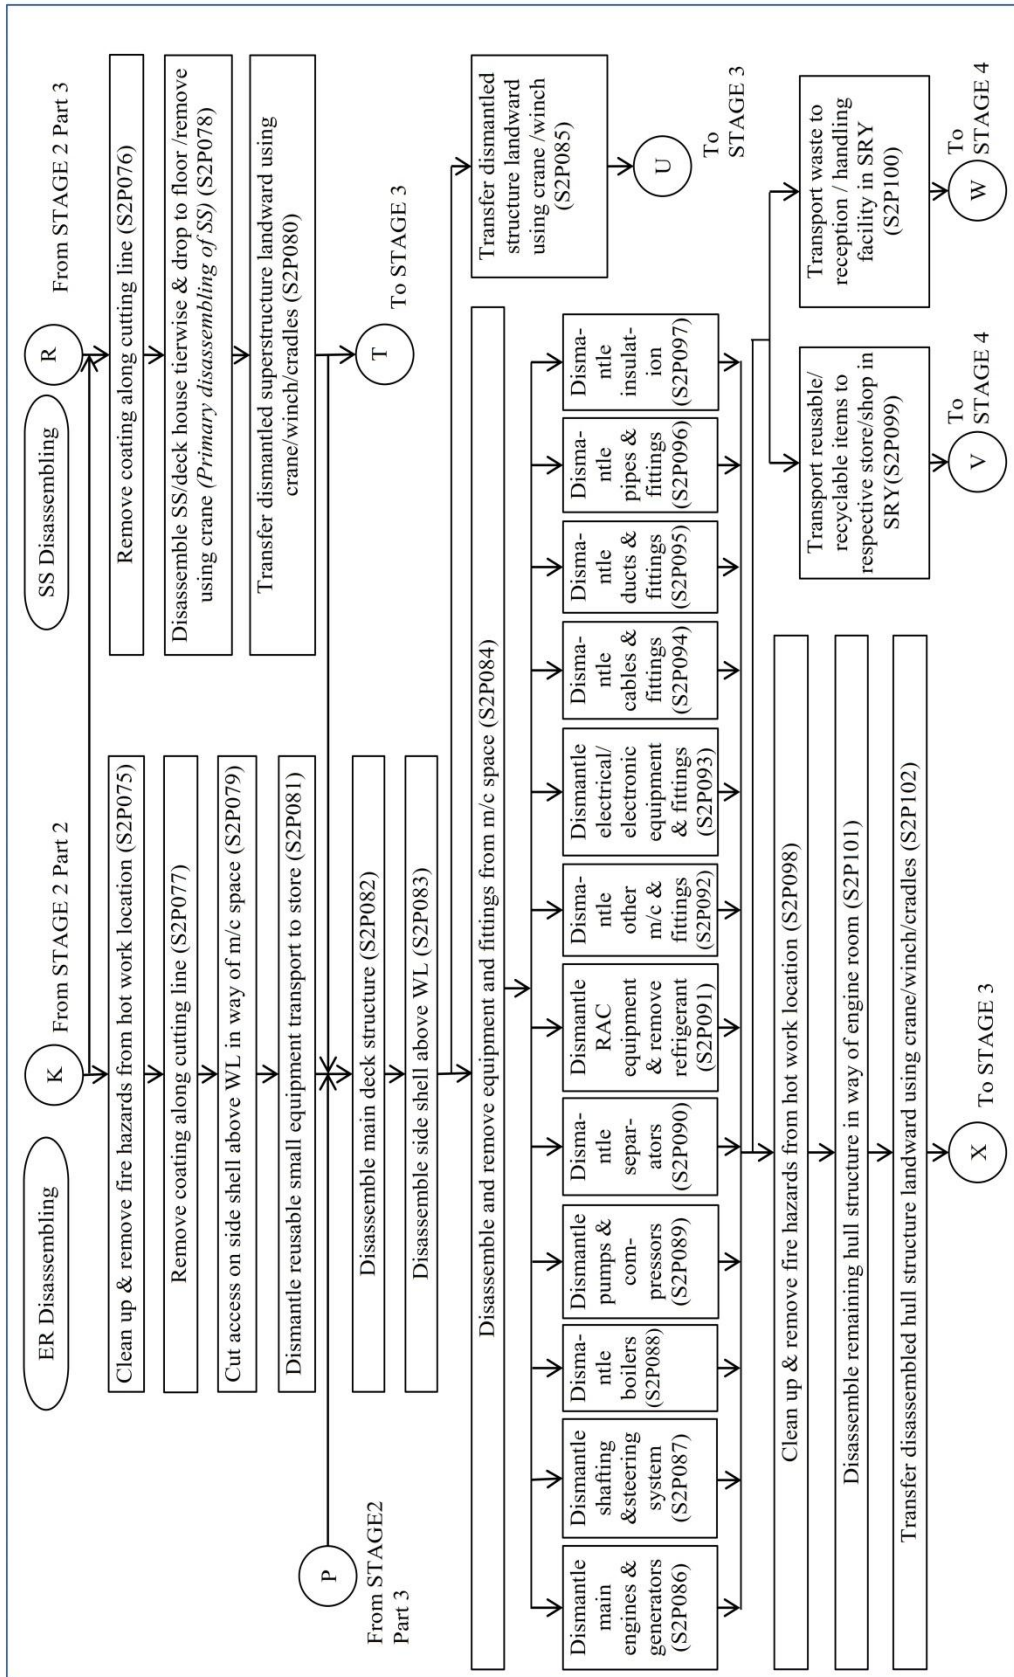 ER Disassembling
K
From STAGE 2 Part 2
SS Disassembling
R
From STAGE 2 Part 3
Clean up & remove fire hazards from hot work location (S2P075)
Remove coating along cutting line (S2P077)
Cut access on side shell above WL in way of m/c space (S2P079)
Dismantle reusable small equipment transport to store (S2P081)
Remove coating along cutting line (S2P076)
Disassemble SS/deck house tierwise & drop to floor /remove
using crane (Primary disassembling of SS) (S2P078)
Transfer dismantled superstructure landward using
crane/winch/cradles (S2P080)
P
From STAGE2
Part 3
T
To STAGE 3
Disassemble main deck structure (S2P082)
Disassemble side shell above WL (S2P083)
Disassemble and remove equipment and fittings from m/c space (S2P084)
Transfer dismantled
structure landward
using crane /winch
(S2P085)
U
To
STAGE 3
Dismantle
main
engines &
generators
(S2P086)
Dismantle
shafting
&steering
system
(S2P087)
Disma-
ntle
boilers
(S2P088)
Dismantle
pumps &
com-
pressors
(S2P089)
Disma-
ntle
separ-
ators
(S2P090)
Dismantle
RAC
equipment
& remove
refrigerant
(S2P091)
Disma-
ntle
other
m/c &
fittings
(S2P092)
Dismantle
electrical/
electronic
equipment
& fittings
(S2P093)
Disma-
ntle
cables &
fittings
(S2P094)
Disma-
ntle
ducts &
fittings
(S2P095)
Disma-
ntle
pipes &
fittings
(S2P096)
Disma-
ntle
insulat-
ion
(S2P097)
Clean up & remove fire hazards from hot work location (S2P098)
Disassemble remaining hull structure in way of engine room (S2P101)
Transfer disassembled hull structure landward using crane/winch/cradles (S2P102)
X
To STAGE 3
Transport reusable/
recyclable items to
respective store/shop in
SRY(S2P099)
V
To
STAGE 4
Transport waste to
reception / handling
facility in SRY
(S2P100)
W
To
STAGE 4